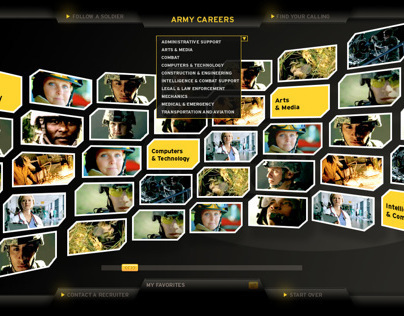 FOLLOW A SOLDIER
ARMY CAREERS
FIND YOUR CALLING
ADMINISTRATIVE SUPPORT
ARTS & MEDIA
COMBAT
COMPUTERS & TECHNOLOGY
CONSTRUCTION & ENGINEERING
INTELLIGENCE & COMBAT SUPPORT
LEGAL & LAW ENFORCEMENT
MECHANICS
MEDICAL & EMERGENCY
TRANSPORTATION AND AVIATION
Arts
& Media
Computers
& Technology
Intelli
& Com
MY FAVORITES
CONTACT A RECRUITER
START OVER